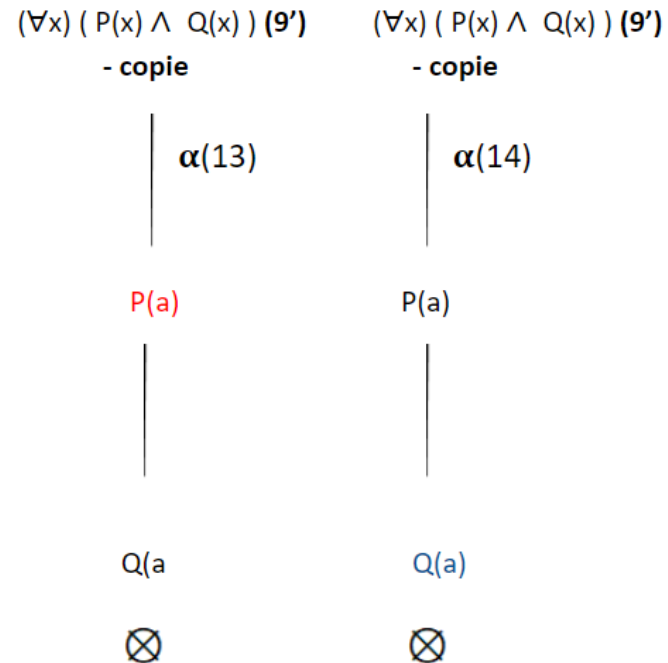 (∀x) ( P(x) ∧ Q(x) ) (9’) (∀x) ( P(x) ∧ Q(x) ) (9’)
- copie - copie
α(13) α(14)
P(a) P(a)
Q(a Q(a)